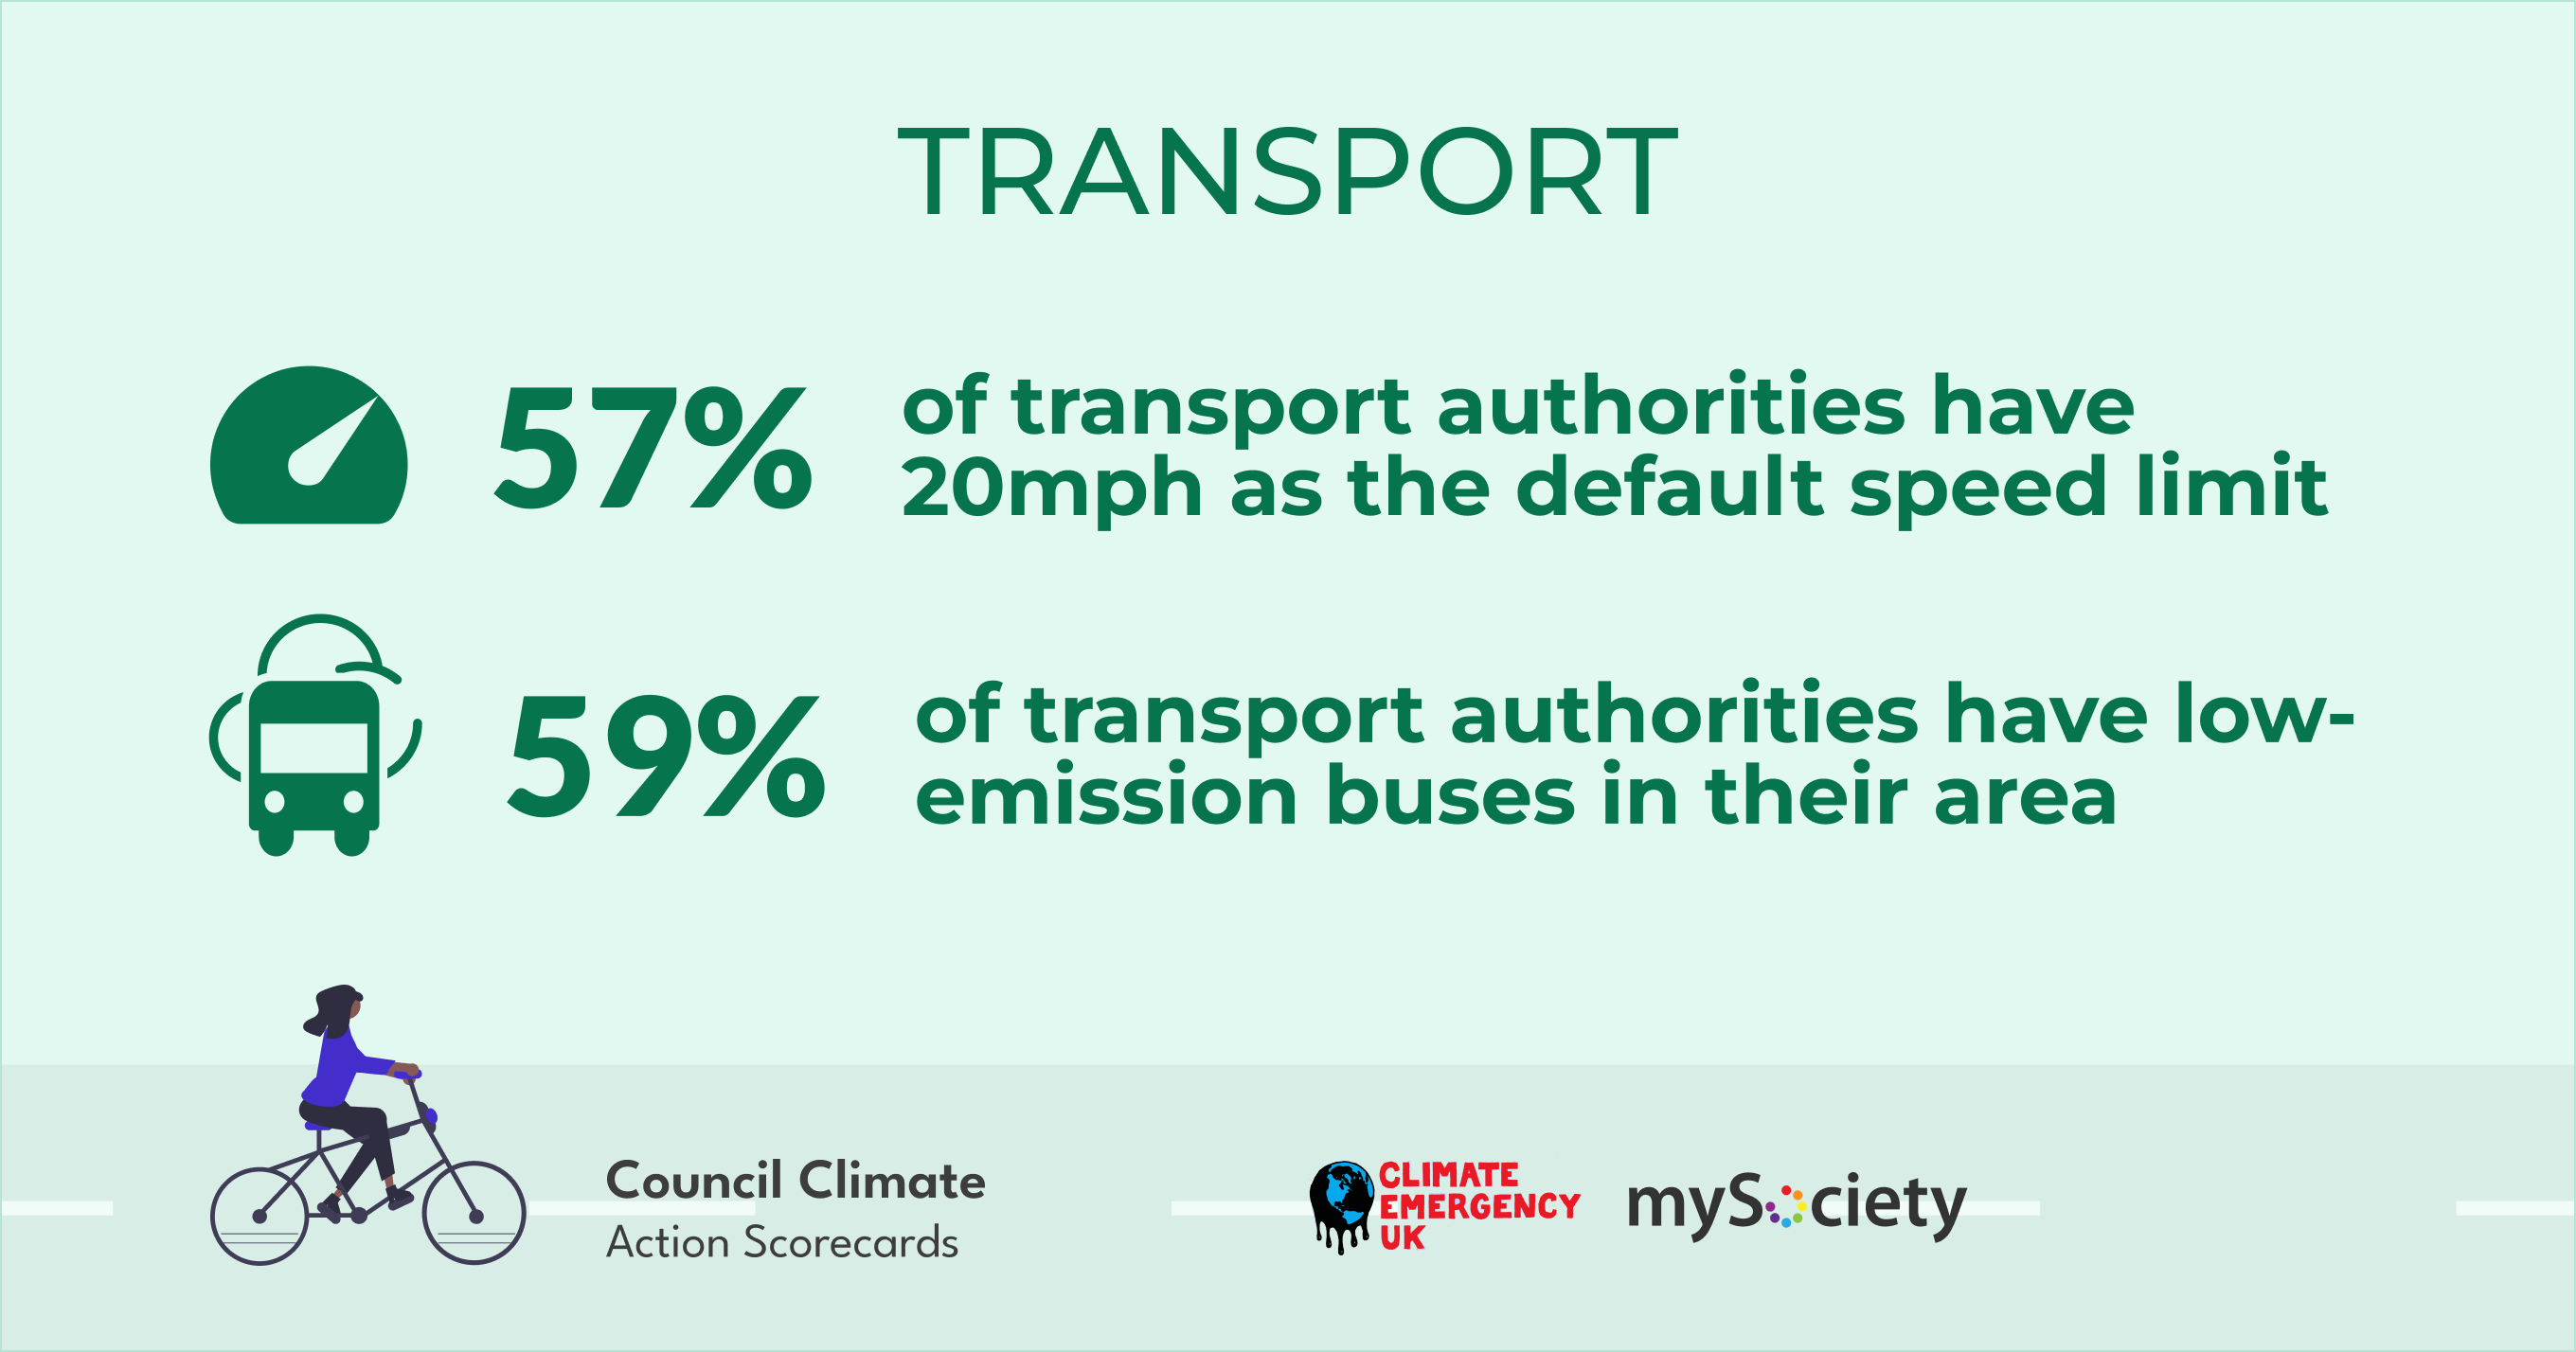 TRANSPORT
57% of transport authorities have
20mph as the default speed limit
59% of transport authorities have low-
emission buses in their area
Council Climate
Action Scorecards
CLIMATE
EMERGENCY
UK
mySociety